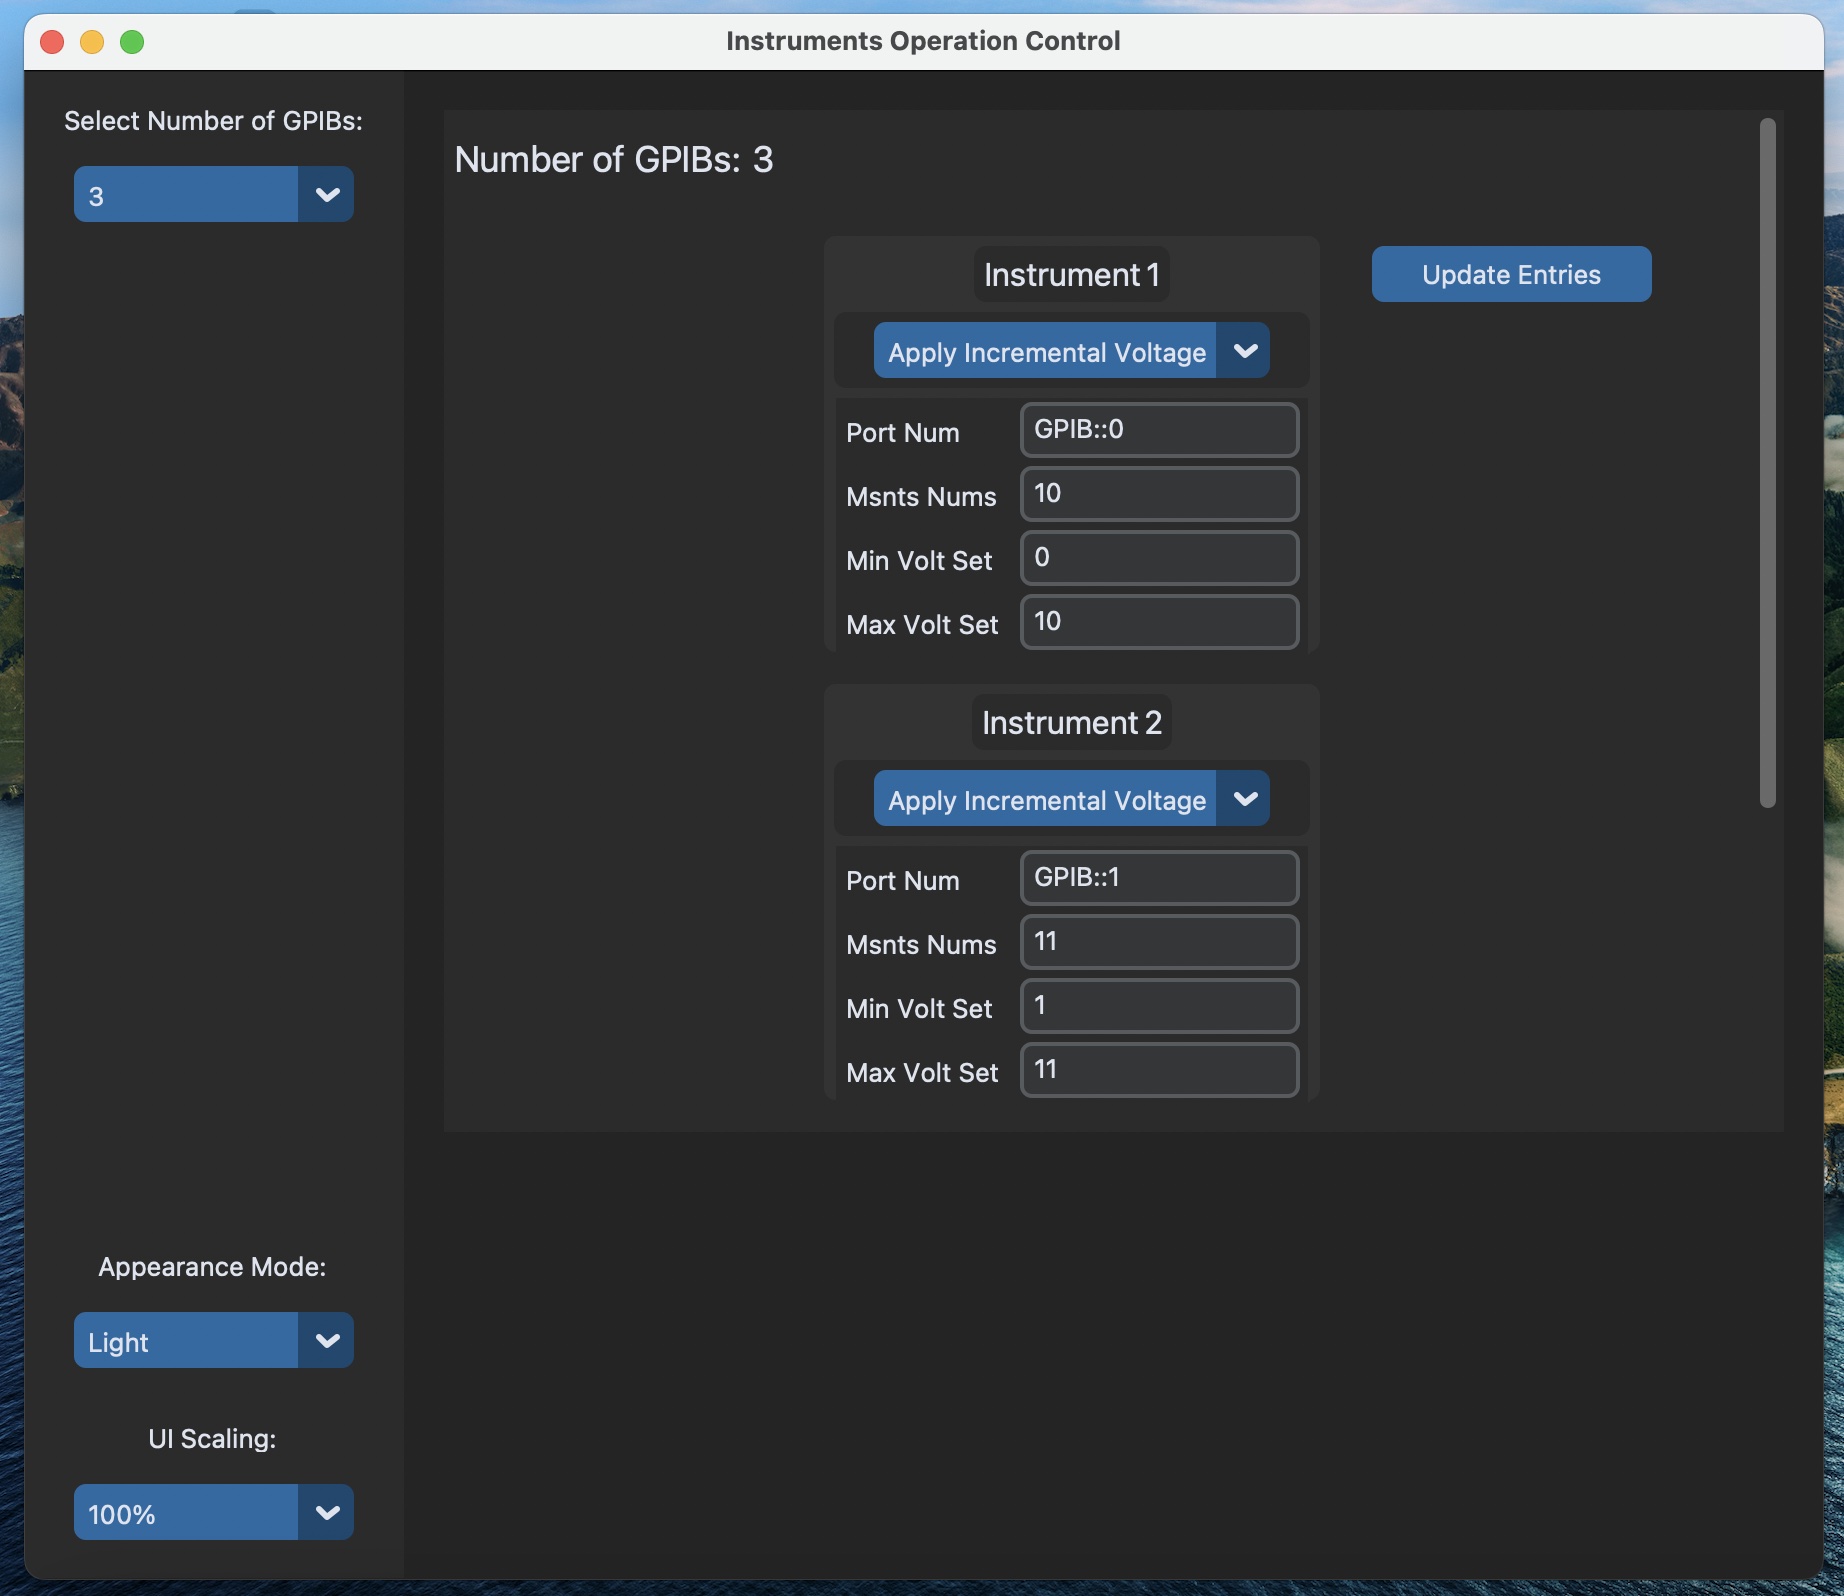 Instruments Operation Control
Select Number of GPIBs:
3
Number of GPIBs: 3
Instrument 1
Update Entries
Apply Incremental Voltage
Port Num GPIB::0
Msnts Nums 10
Min Volt Set 0
Max Volt Set 10
Instrument 2
Apply Incremental Voltage
Port Num GPIB::1
Msnts Nums 11
Min Volt Set 1
Max Volt Set 11
Appearance Mode:
Light
UI Scaling:
100%